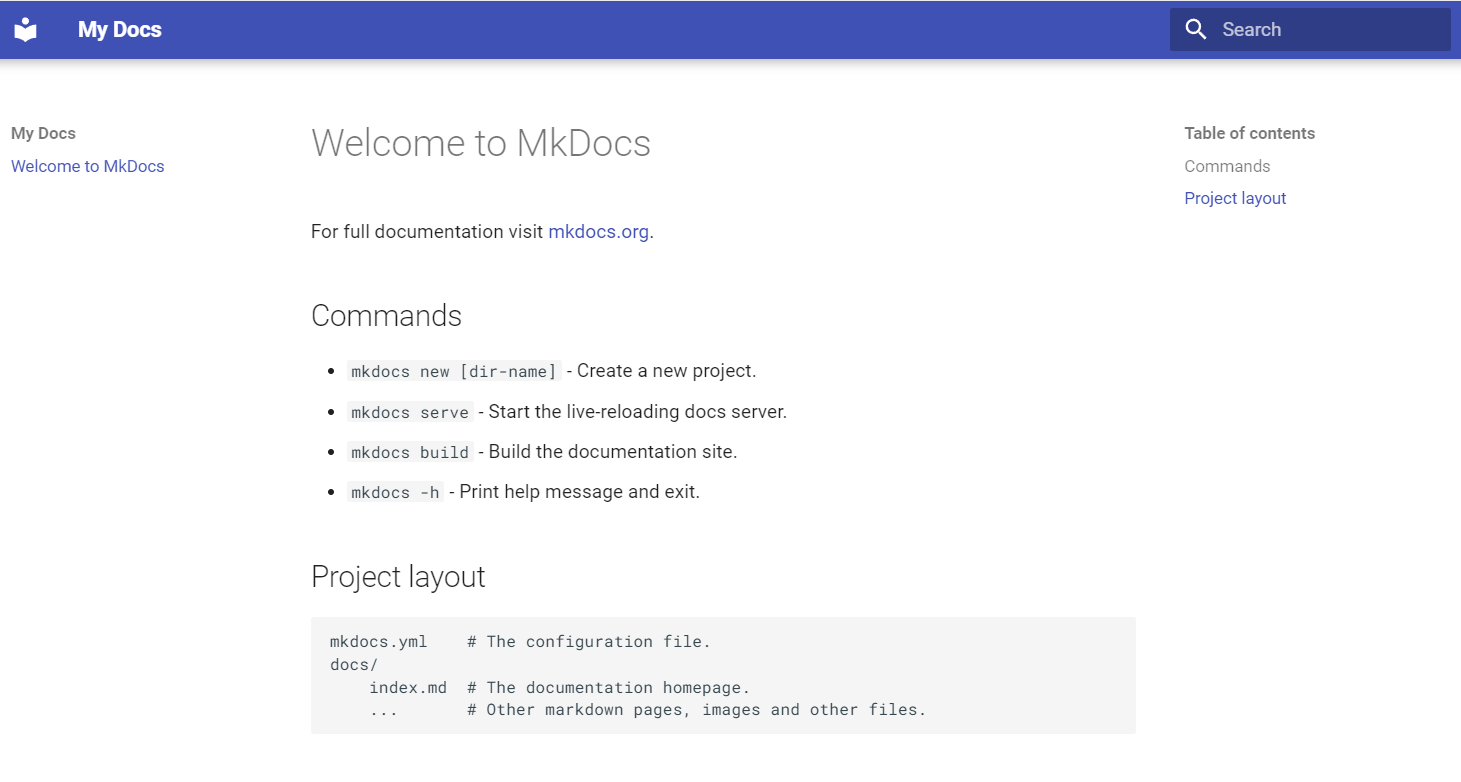 My Docs
Search
My Docs
Welcome to MkDocs
Welcome to MkDocs
For full documentation visit mkdocs.org.
Commands
mkdocs new [dir-name] - Create a new project.
mkdocs serve - Start the live-reloading docs server.
mkdocs build - Build the documentation site.
mkdocs -h - Print help message and exit.
Project layout
mkdocs.yml    # The configuration file.
docs/
    index.md  # The documentation homepage.
    ...       # Other markdown pages, images and other files.
Table of contents
Commands
Project layout